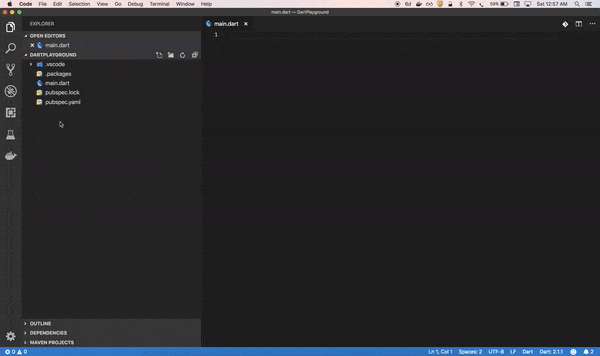 Code File Edit Selection View Go Debug Terminal Window Help 6d 59% Sat 12:57 AM
main.dart — DartPlayground
EXPLORER
OPEN EDITORS
main.dart
DARTPLAYGROUND
.vscode
.packages
main.dart
pubspec.lock
pubspec.yaml
OUTLINE
DEPENDENCIES
MAVEN PROJECTS
main.dart
1
0 0 Ln 1, Col 1 Spaces: 2 UTF-8 LF Dart Dart: 2.1.1 2